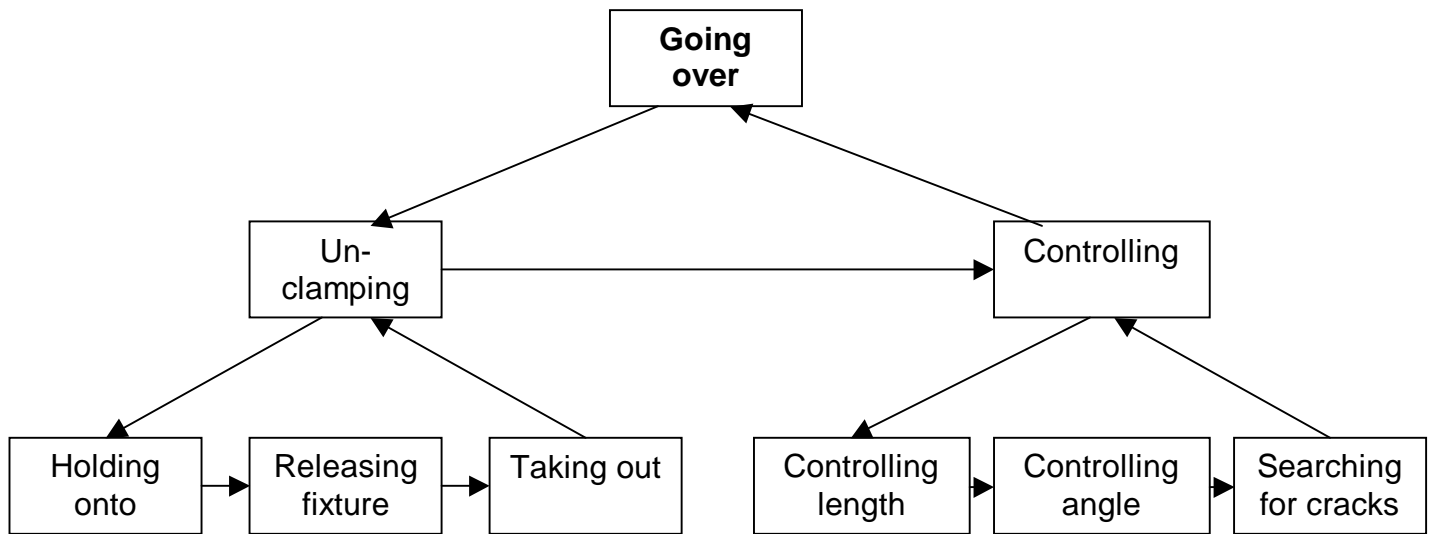 Going
over
Un-
clamping
Controlling
Holding
onto
Releasing
fixture
Taking out
Controlling
length
Controlling
angle
Searching
for cracks